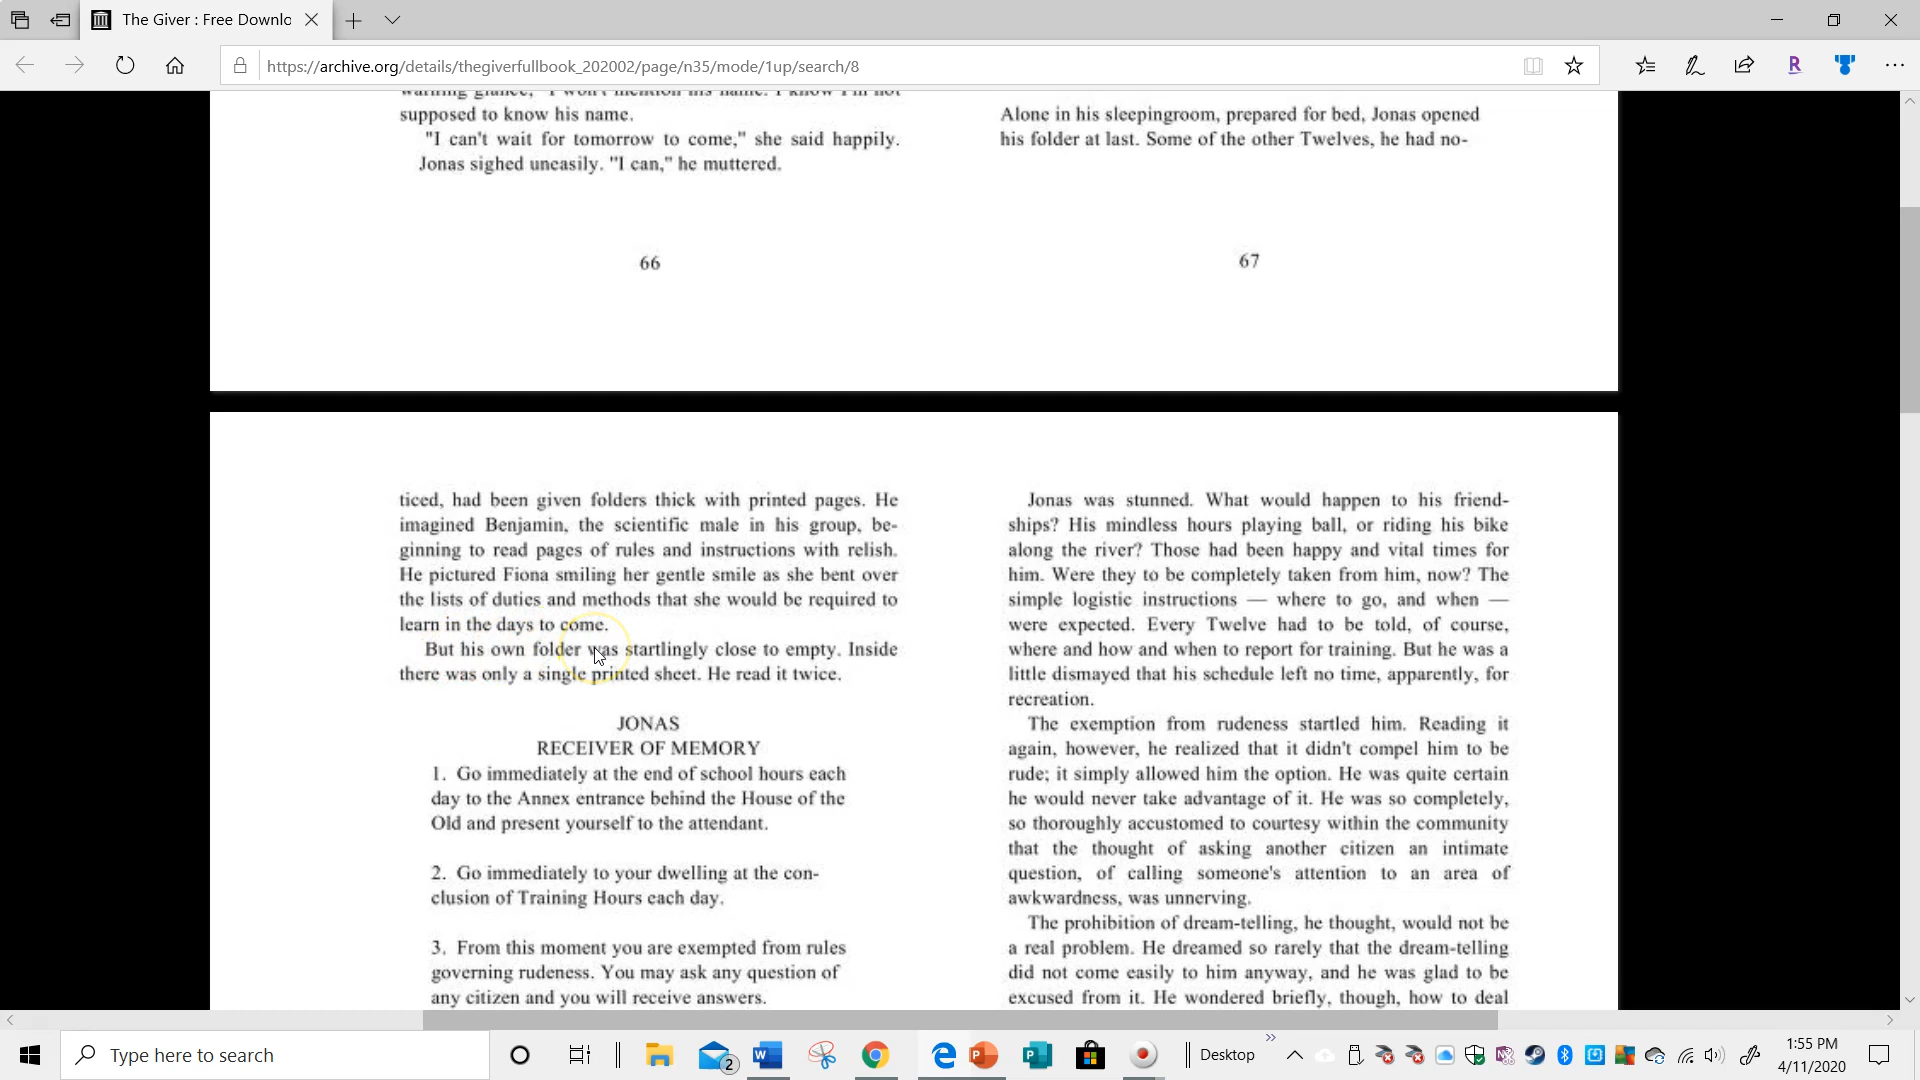 The Giver : Free Downlo
https://archive.org/details/thegiverfullbook_202002/page/n35/mode/1up/search/8
warning glance, "I won't mention his name. I know I'm not
supposed to know his name.
"I can't wait for tomorrow to come," she said happily.
Jonas sighed uneasily. "I can," he muttered.
66
Alone in his sleepingroom, prepared for bed, Jonas opened
his folder at last. Some of the other Twelves, he had no-
67
ticed, had been given folders thick with printed pages. He
imagined Benjamin, the scientific male in his group, be-
ginning to read pages of rules and instructions with relish.
He pictured Fiona smiling her gentle smile as she bent over
the lists of duties and methods that she would be required to
learn in the days to come.
But his own folder was startlingly close to empty. Inside
there was only a single printed sheet. He read it twice.
JONAS
RECEIVER OF MEMORY
1. Go immediately at the end of school hours each
day to the Annex entrance behind the House of the
Old and present yourself to the attendant.
2. Go immediately to your dwelling at the con-
clusion of Training Hours each day.
3. From this moment you are exempted from rules
governing rudeness. You may ask any question of
any citizen and you will receive answers.
Jonas was stunned. What would happen to his friend-
ships? His mindless hours playing ball, or riding his bike
along the river? Those had been happy and vital times for
him. Were they to be completely taken from him, now? The
simple logistic instructions — where to go, and when —
were expected. Every Twelve had to be told, of course,
where and how and when to report for training. But he was a
little dismayed that his schedule left no time, apparently, for
recreation.
The exemption from rudeness startled him. Reading it
again, however, he realized that it didn't compel him to be
rude; it simply allowed him the option. He was quite certain
he would never take advantage of it. He was so completely,
so thoroughly accustomed to courtesy within the community
that the thought of asking another citizen an intimate
question, of calling someone's attention to an area of
awkwardness, was unnerving.
The prohibition of dream-telling, he thought, would not be
a real problem. He dreamed so rarely that the dream-telling
did not come easily to him anyway, and he was glad to be
excused from it. He wondered briefly, though, how to deal
Type here to search
2
Desktop
1:55 PM
4/11/2020